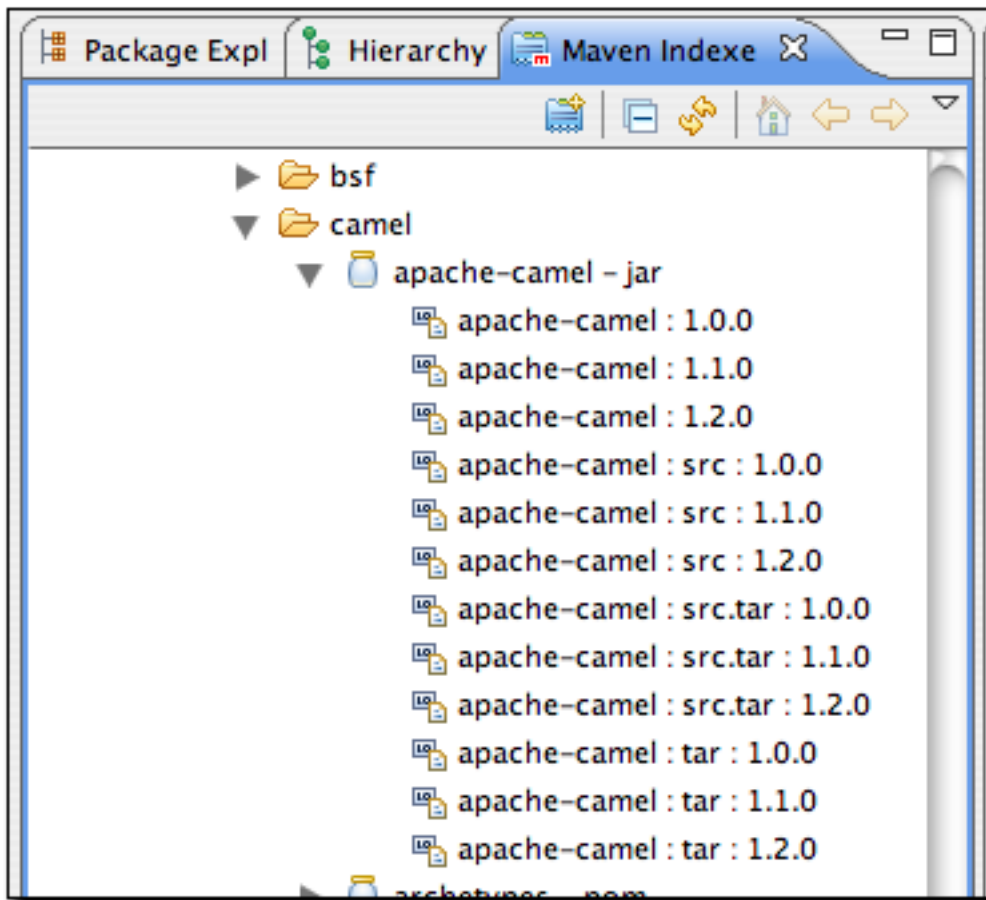 Package Expl Hierarchy Maven Indexe
bsf
camel
apache-camel – jar
apache-camel : 1.0.0
apache-camel : 1.1.0
apache-camel : 1.2.0
apache-camel : src : 1.0.0
apache-camel : src : 1.1.0
apache-camel : src : 1.2.0
apache-camel : src.tar : 1.0.0
apache-camel : src.tar : 1.1.0
apache-camel : src.tar : 1.2.0
apache-camel : tar : 1.0.0
apache-camel : tar : 1.1.0
apache-camel : tar : 1.2.0
archetypes – pom